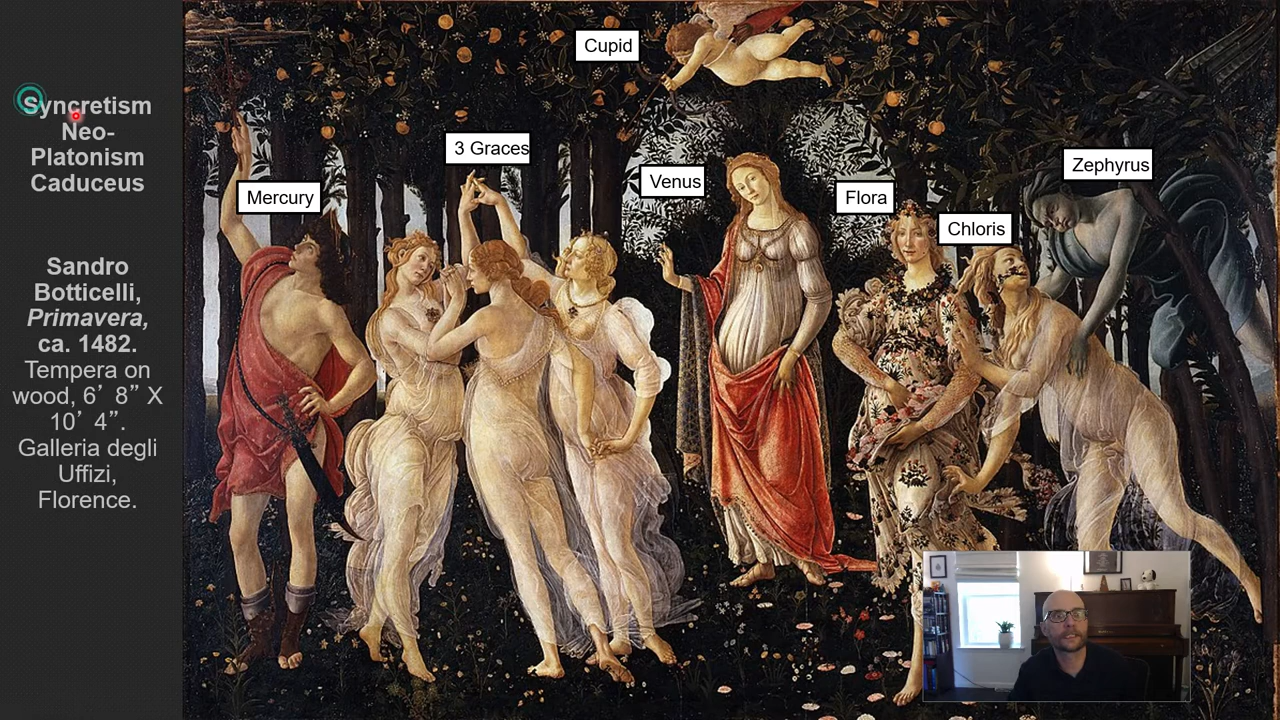 Syncretism
Neo-
Platonism
Caduceus
Sandro
Botticelli,
Primavera,
ca. 1482.
Tempera on
wood, 6’ 8” X
10’ 4”.
Galleria degli
Uffizi,
Florence.
Cupid
3 Graces
Mercury
Venus
Flora
Chloris
Zephyrus